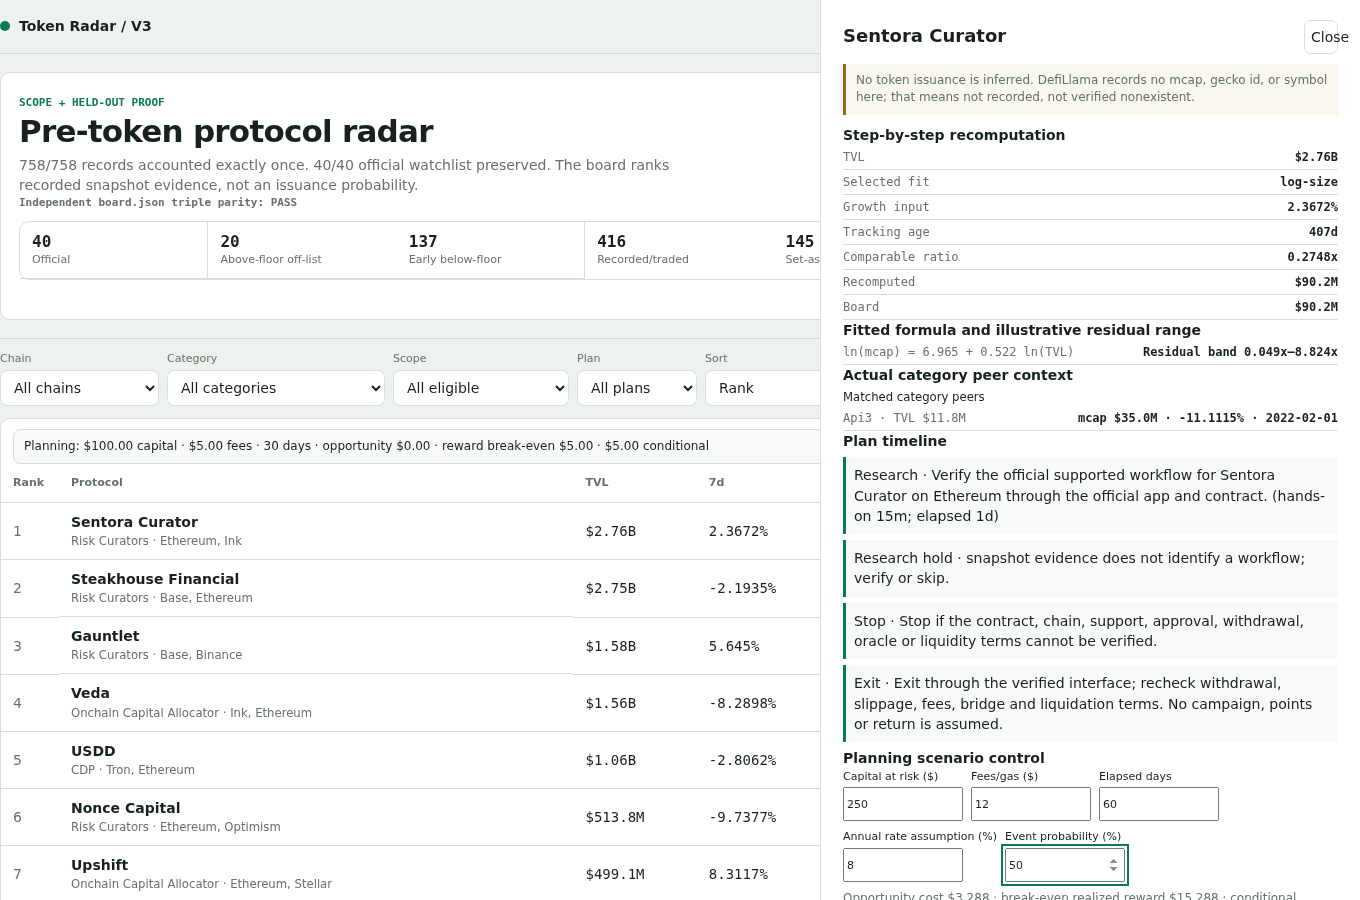 Token Radar / V3
SCOPE + HELD-OUT PROOF
Pre-token protocol radar
758/758 records accounted exactly once. 40/40 official watchlist preserved. The board ranks
recorded snapshot evidence, not an issuance probability.
Independent board.json triple parity: PASS
40 20 137 416 145
Official Above-floor off-list Early below-floor Recorded/traded Set-as
Chain Category Scope Plan Sort
All chains All categories All eligible All plans Rank
Planning: $100.00 capital · $5.00 fees · 30 days · opportunity $0.00 · reward break-even $5.00 · $5.00 conditional
Rank Protocol TVL 7d
1 Sentora Curator $2.76B 2.3672%
Risk Curators · Ethereum, Ink
2 Steakhouse Financial $2.75B -2.1935%
Risk Curators · Base, Ethereum
3 Gauntlet $1.58B 5.645%
Risk Curators · Base, Binance
4 Veda $1.56B -8.2898%
Onchain Capital Allocator · Ink, Ethereum
5 USDD $1.06B -2.8062%
CDP · Tron, Ethereum
6 Nonce Capital $513.8M -9.7377%
Risk Curators · Ethereum, Optimism
7 Upshift $499.1M 8.3117%
Onchain Capital Allocator · Ethereum, Stellar
Sentora Curator
Close
No token issuance is inferred. DefiLlama records no mcap, gecko id, or symbol
here; that means not recorded, not verified nonexistent.
Step-by-step recomputation
TVL $2.76B
Selected fit log-size
Growth input 2.3672%
Tracking age 407d
Comparable ratio 0.2748x
Recomputed $90.2M
Board $90.2M
Fitted formula and illustrative residual range
ln(mcap) = 6.965 + 0.522 ln(TVL) Residual band 0.049x–8.824x
Actual category peer context
Matched category peers
Api3 · TVL $11.8M mcap $35.0M · -11.1115% · 2022-02-01
Plan timeline
Research · Verify the official supported workflow for Sentora
Curator on Ethereum through the official app and contract. (hands-
on 15m; elapsed 1d)
Research hold · snapshot evidence does not identify a workflow;
verify or skip.
Stop · Stop if the contract, chain, support, approval, withdrawal,
oracle or liquidity terms cannot be verified.
Exit · Exit through the verified interface; recheck withdrawal,
slippage, fees, bridge and liquidation terms. No campaign, points
or return is assumed.
Planning scenario control
Capital at risk ($) Fees/gas ($) Elapsed days
250 12 60
Annual rate assumption (%) Event probability (%)
8 50
Opportunity cost $3.288 · break-even realized reward $15.288 · conditional